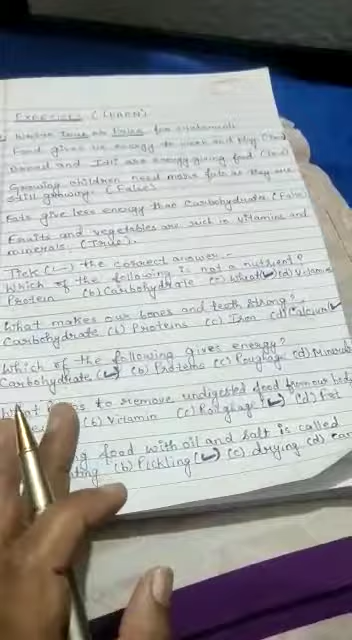 EXERCISES (LEARN)
Write True or False for statements.
Food gives us energy to work and play (True)
Bread and Idli are energy giving food (True)
Growing children need more fats as they are
still growing. (False)
Fats give less energy than carbohydrate (False)
Fruits and vegetables are rich in vitamins and
minerals. (True).
Tick (✓) the correct answer.
Which of the following is not a nutrient?
Protein (b) Carbohydrate (c) Wheat (✓) (d) Vitamins
What makes our bones and teeth strong?
Carbohydrate (b) Proteins (c) Iron (d) Calcium (✓)
Which of the following gives energy?
Carbohydrate (✓) (b) Proteins (c) Roughage (d) Minerals
What to remove undigested food from our body
(b) Vitamin (c) Roughage (✓) (d) Fat
food with oil and salt is called
(b) Pickling (✓) (c) drying (d) can